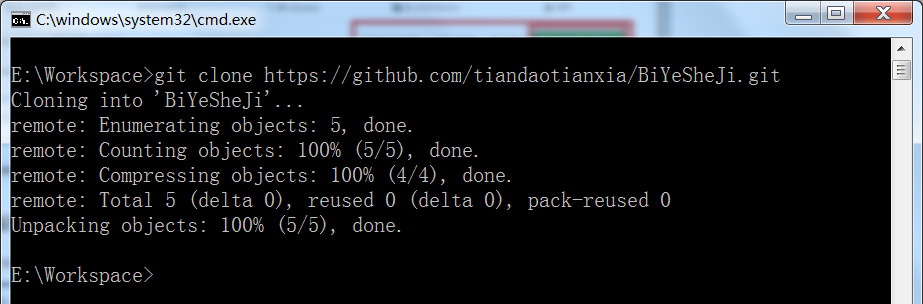 C:\windows\system32\cmd.exe
E:\Workspace>git clone https://github.com/tiandaotianxia/BiYeSheJi.git
Cloning into 'BiYeSheJi'...
remote: Enumerating objects: 5, done.
remote: Counting objects: 100% (5/5), done.
remote: Compressing objects: 100% (4/4), done.
remote: Total 5 (delta 0), reused 0 (delta 0), pack-reused 0
Unpacking objects: 100% (5/5), done.
E:\Workspace>